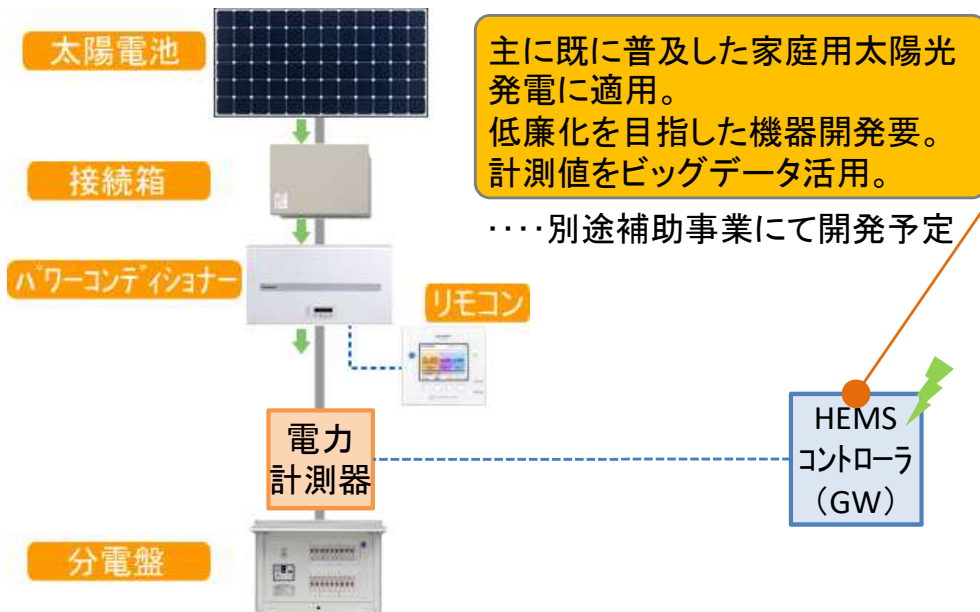 太陽電池
主に既に普及した家庭用太陽光
発電に適用。
低廉化を目指した機器開発要。
計測値をビッグデータ活用。
接続箱
‥‥別途補助事業にて開発予定
パワーコンディショナー
リモコン
電力
計測器
HEMS
コントローラ
（GW）
分電盤